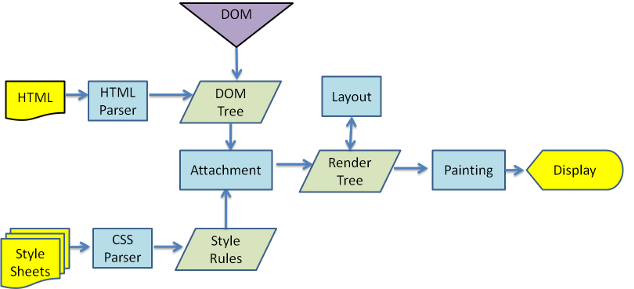 DOM
HTML
HTML
Parser
DOM
Tree
Layout
Attachment
Render
Tree
Painting
Display
Style
Sheets
CSS
Parser
Style
Rules